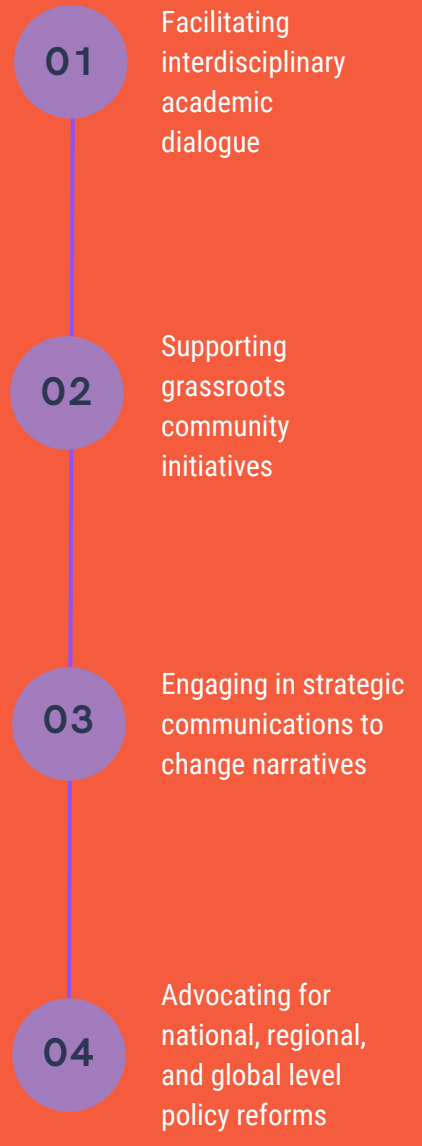 01
Facilitating
interdisciplinary
academic
dialogue
02
Supporting
grassroots
community
initiatives
03
Engaging in strategic
communications to
change narratives
04
Advocating for
national, regional,
and global level
policy reforms